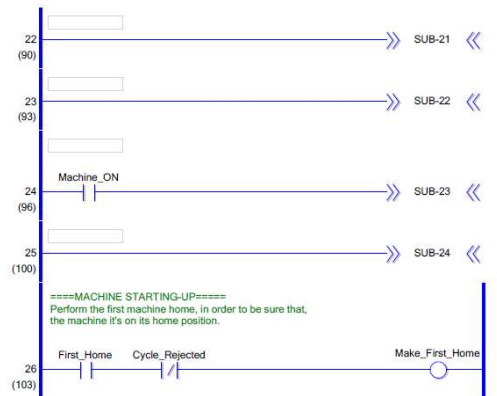 22 SUB-21
(90)
23 SUB-22
(93)
Machine_ON
24 SUB-23
(96)
25 SUB-24
(100)
====MACHINE STARTING-UP=====
Perform the first machine home, in order to be sure that,
the machine it's on its home position.
First_Home Cycle_Rejected Make_First_Home
26
(103)